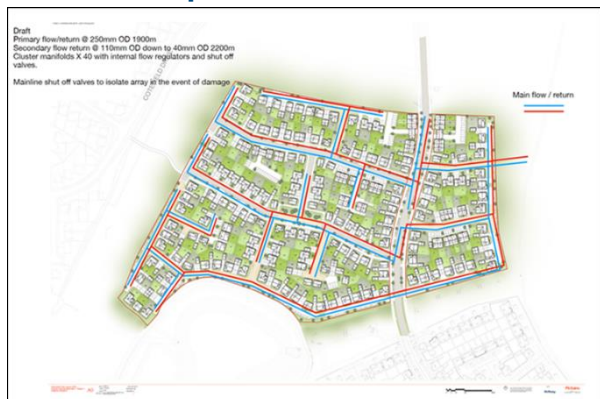 Draft
Primary flow/return @ 250mm OD 1900m
Secondary flow return @ 110mm OD down to 40mm OD 2200m
Cluster manifolds X 40 with internal flow regulators and shut off
valves.
Mainline shut off valves to isolate array in the event of damage
Main flow / return